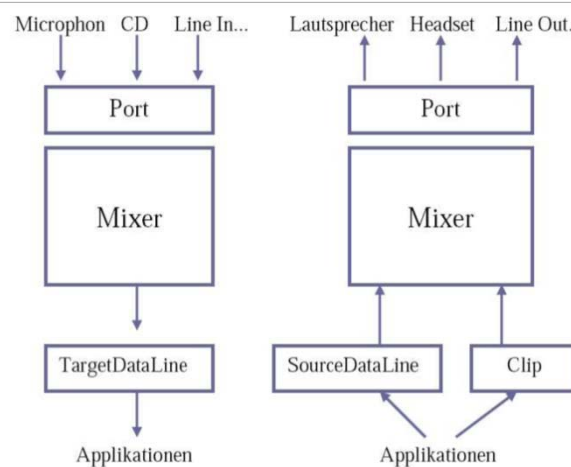 Microphon CD Line In...
Port
Mixer
TargetDataLine
Applikationen
Lautsprecher Headset Line Out.
Port
Mixer
SourceDataLine Clip
Applikationen